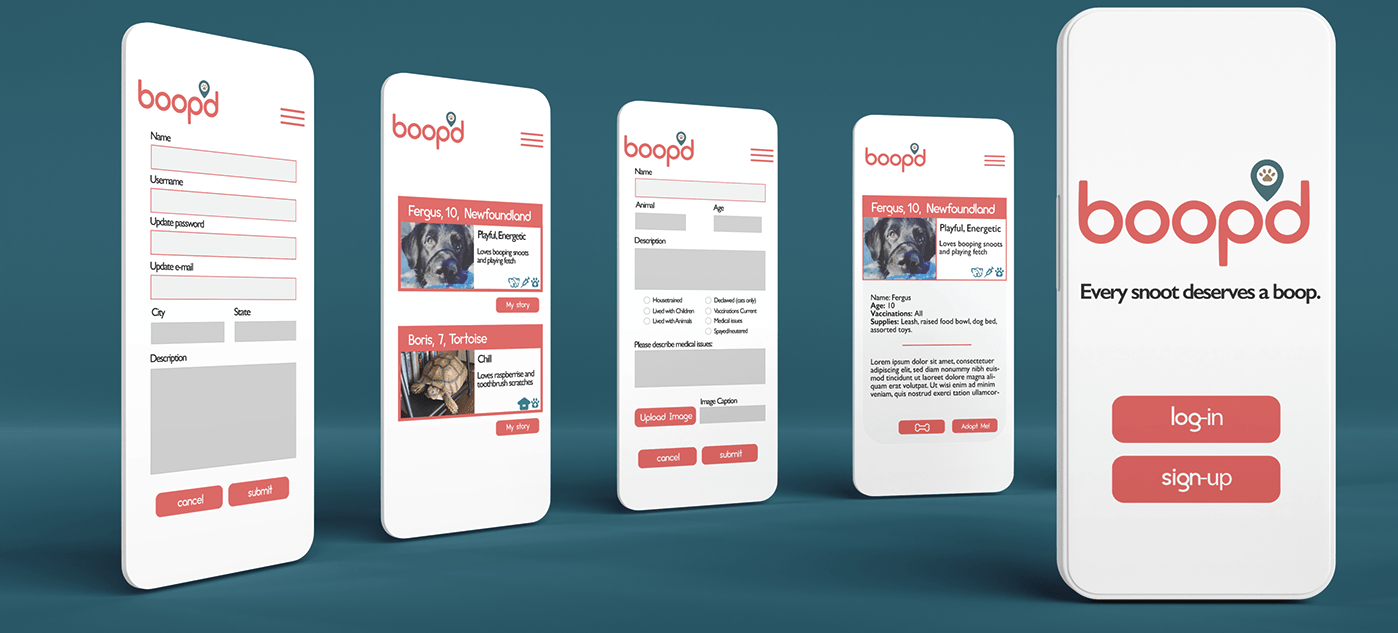 boopd
Name
Username
Update password
Update e-mail
City State
Description
cancel submit
boopd
Fergus, 10, Newfoundland
Playful, Energetic
Loves booping snoots
and playing fetch
My story
Boris, 7, Tortoise
Chill
Loves raspberrise and
toothbrush scratches
My story
boopd
Name
Animal Age
Description
Housetrained Declawed (cats only)
Lived with Children Vaccinations Current
Lived with Animals Medical issues
Spayed/neutered
Please describe medical issues:
Image Caption
Upload Image
cancel submit
boopd
Fergus, 10, Newfoundland
Playful, Energetic
Loves booping snoots
and playing fetch
Name: Fergus
Age: 10
Vaccinations: All
Supplies: Leash, raised food bowl, dog bed,
assorted toys.
Lorem ipsum dolor sit amet, consectetuer
adipiscing elit, sed diam nonummy nibh euis-
mod tincidunt ut laoreet dolore magna ali-
quam erat volutpat. Ut wisi enim ad minim
veniam, quis nostrud exerci tation ullamcor-
Adopt Me!
boopd
Every snoot deserves a boop.
log-in
sign-up